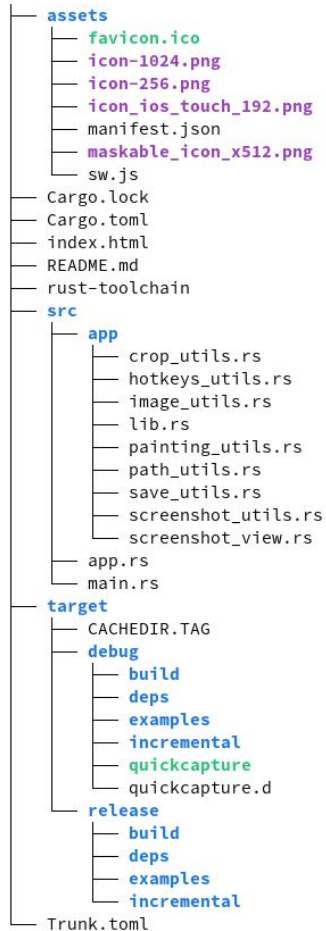 assets
favicon.ico
icon-1024.png
icon-256.png
icon_ios_touch_192.png
manifest.json
maskable_icon_x512.png
sw.js
Cargo.lock
Cargo.toml
index.html
README.md
rust-toolchain
src
app
crop_utils.rs
hotkeys_utils.rs
image_utils.rs
lib.rs
painting_utils.rs
path_utils.rs
save_utils.rs
screenshot_utils.rs
screenshot_view.rs
app.rs
main.rs
target
CACHEDIR.TAG
debug
build
deps
examples
incremental
quickcapture
quickcapture.d
release
build
deps
examples
incremental
Trunk.toml